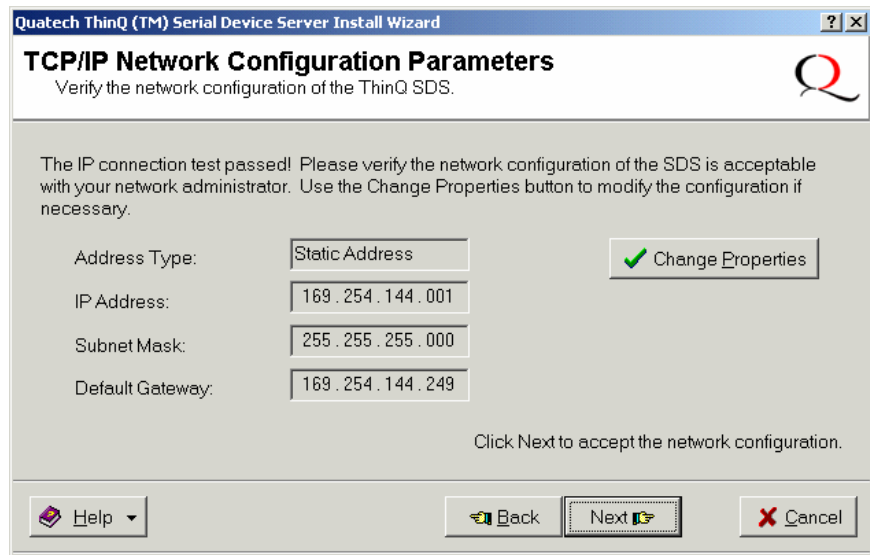 Quatech ThinQ (TM) Serial Device Server Install Wizard
TCP/IP Network Configuration Parameters
Verify the network configuration of the ThinQ SDS.
The IP connection test passed! Please verify the network configuration of the SDS is acceptable
with your network administrator. Use the Change Properties button to modify the configuration if
necessary.
Address Type: Static Address
Change Properties
IP Address: 169 . 254 . 144 . 001
Subnet Mask: 255 . 255 . 255 . 000
Default Gateway: 169 . 254 . 144 . 249
Click Next to accept the network configuration.
Help Back Next Cancel